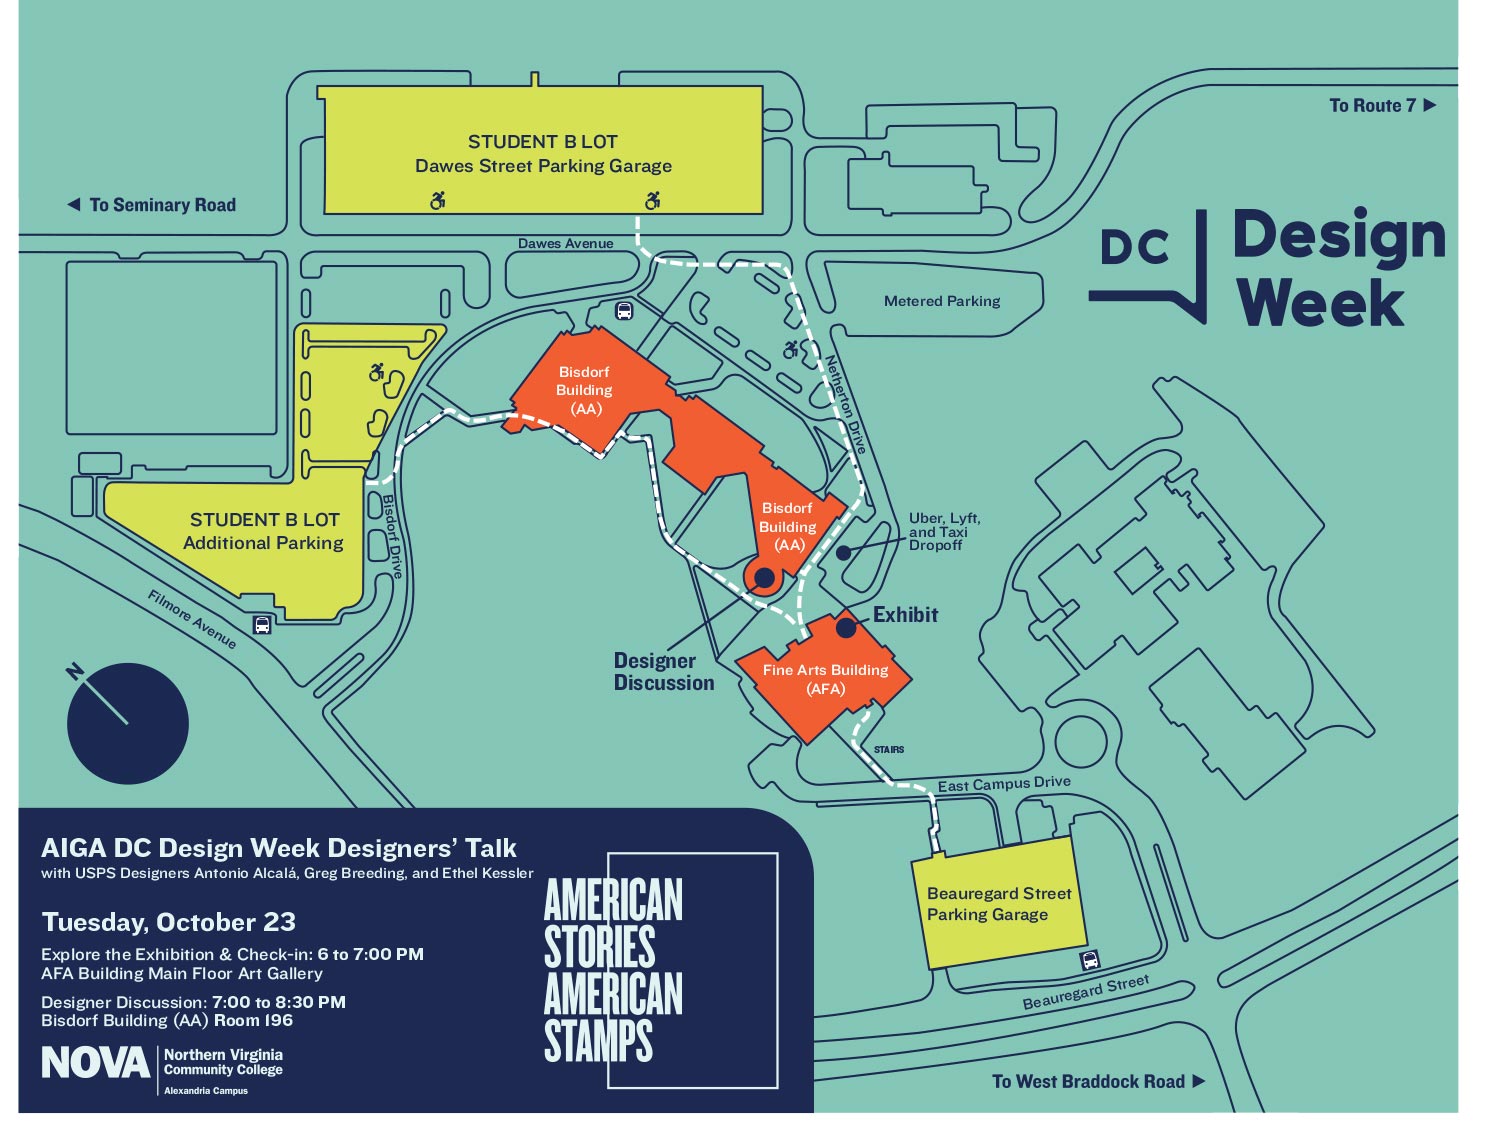 To Route 7
STUDENT B LOT
Dawes Street Parking Garage
To Seminary Road
DC
Design
Week
Dawes Avenue
Metered Parking
Bisdorf
Building
(AA)
Netherton Drive
STUDENT B LOT
Additional Parking
Bisdorf Drive
Bisdorf
Building
(AA)
Uber, Lyft,
and Taxi
Dropoff
Filmore Avenue
Exhibit
Designer
Discussion
Fine Arts Building
(AFA)
N
STAIRS
East Campus Drive
Beauregard Street
Parking Garage
Beauregard Street
To West Braddock Road
AIGA DC Design Week Designers’ Talk
with USPS Designers Antonio Alcalá, Greg Breeding, and Ethel Kessler
Tuesday, October 23
Explore the Exhibition & Check-in: 6 to 7:00 PM
AFA Building Main Floor Art Gallery
Designer Discussion: 7:00 to 8:30 PM
Bisdorf Building (AA) Room 196
NOVA
Northern Virginia
Community College
Alexandria Campus
AMERICAN
STORIES
AMERICAN
STAMPS